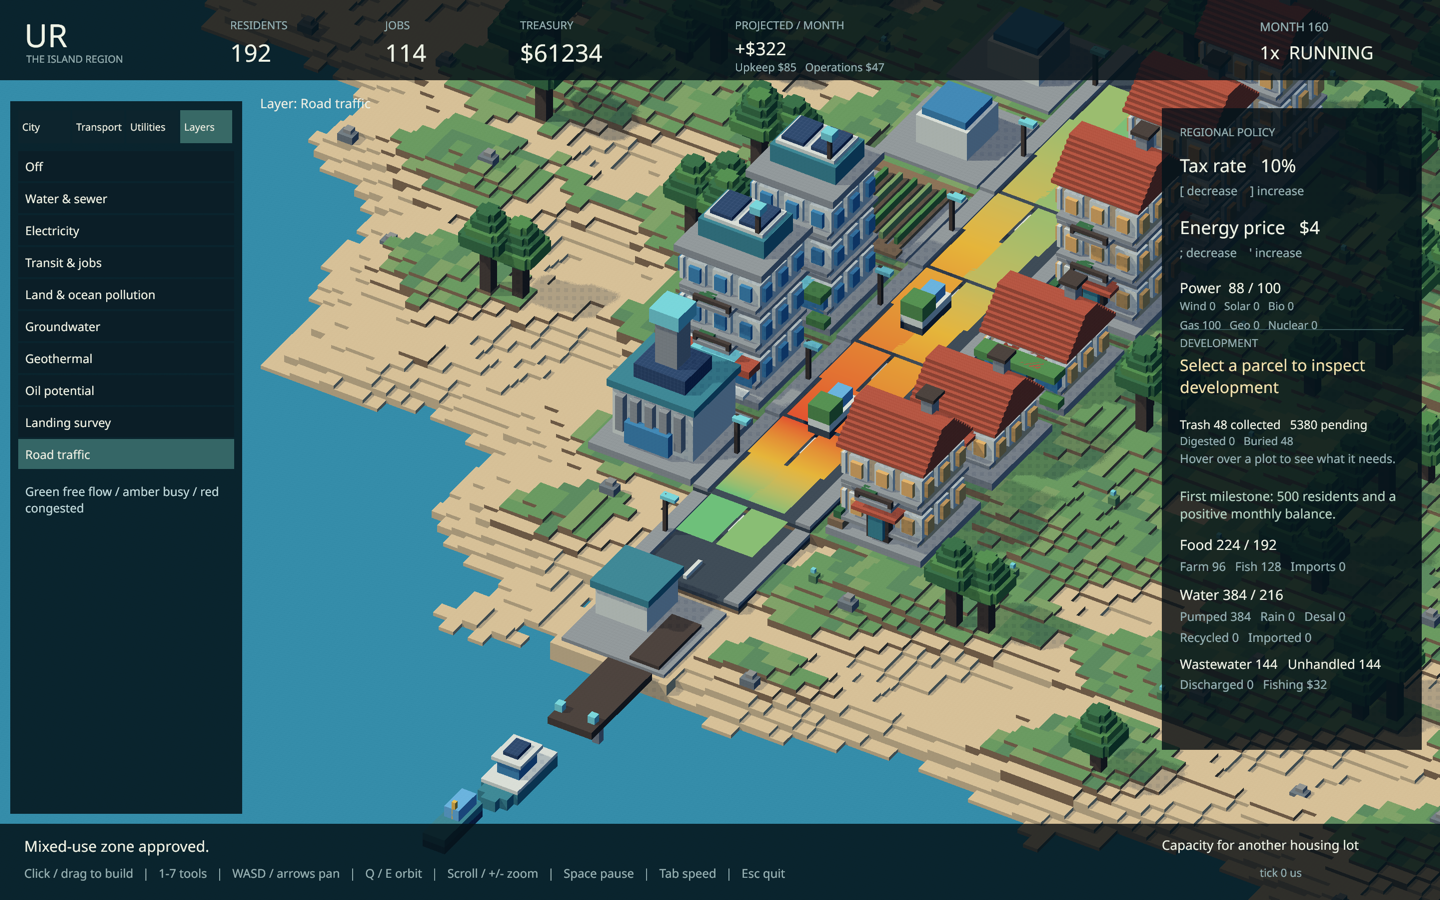 UR
THE ISLAND REGION
RESIDENTS
192
JOBS
114
TREASURY
$61234
PROJECTED / MONTH
+$322
Upkeep $85 Operations $47
MONTH 160
1x RUNNING
Layer: Road traffic
City Transport Utilities Layers
Off
Water & sewer
Electricity
Transit & jobs
Land & ocean pollution
Groundwater
Geothermal
Oil potential
Landing survey
Road traffic
Green free flow / amber busy / red
congested
REGIONAL POLICY
Tax rate 10%
[ decrease ] increase
Energy price $4
; decrease ' increase
Power 88 / 100
Wind 0 Solar 0 Bio 0
Gas 100 Geo 0 Nuclear 0
DEVELOPMENT
Select a parcel to inspect
development
Trash 48 collected 5380 pending
Digested 0 Buried 48
Hover over a plot to see what it needs.
First milestone: 500 residents and a
positive monthly balance.
Food 224 / 192
Farm 96 Fish 128 Imports 0
Water 384 / 216
Pumped 384 Rain 0 Desal 0
Recycled 0 Imported 0
Wastewater 144 Unhandled 144
Discharged 0 Fishing $32
Mixed-use zone approved.
Click / drag to build | 1-7 tools | WASD / arrows pan | Q / E orbit | Scroll / +/- zoom | Space pause | Tab speed | Esc quit
Capacity for another housing lot
tick 0 us